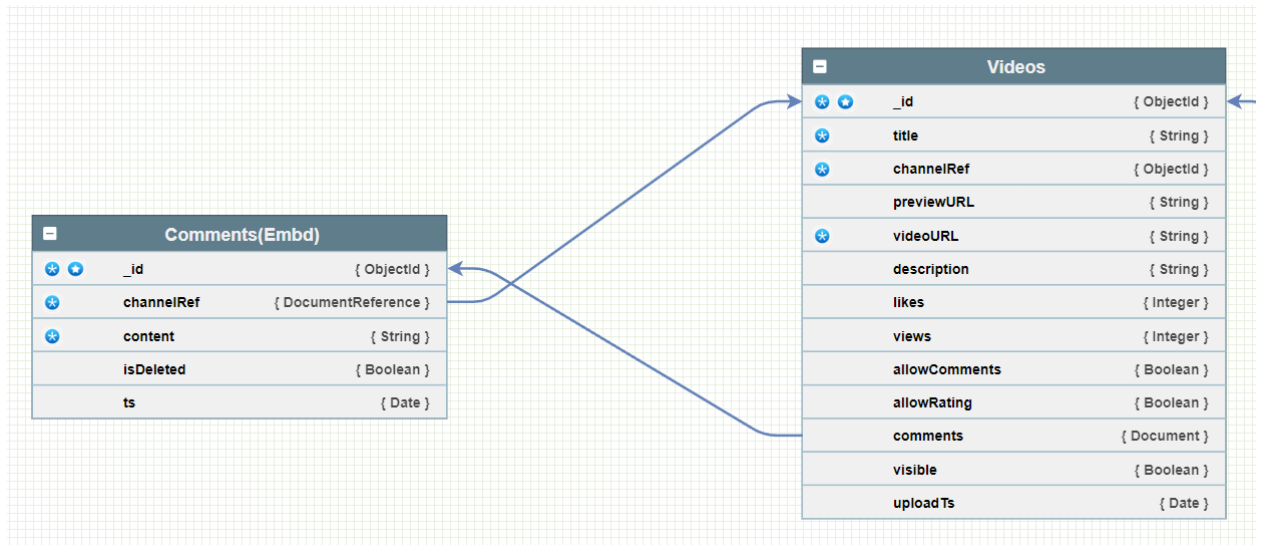 Comments(Embd)
_id { ObjectId }
channelRef { DocumentReference }
content { String }
isDeleted { Boolean }
ts { Date }
Videos
_id { ObjectId }
title { String }
channelRef { ObjectId }
previewURL { String }
videoURL { String }
description { String }
likes { Integer }
views { Integer }
allowComments { Boolean }
allowRating { Boolean }
comments { Document }
visible { Boolean }
uploadTs { Date }